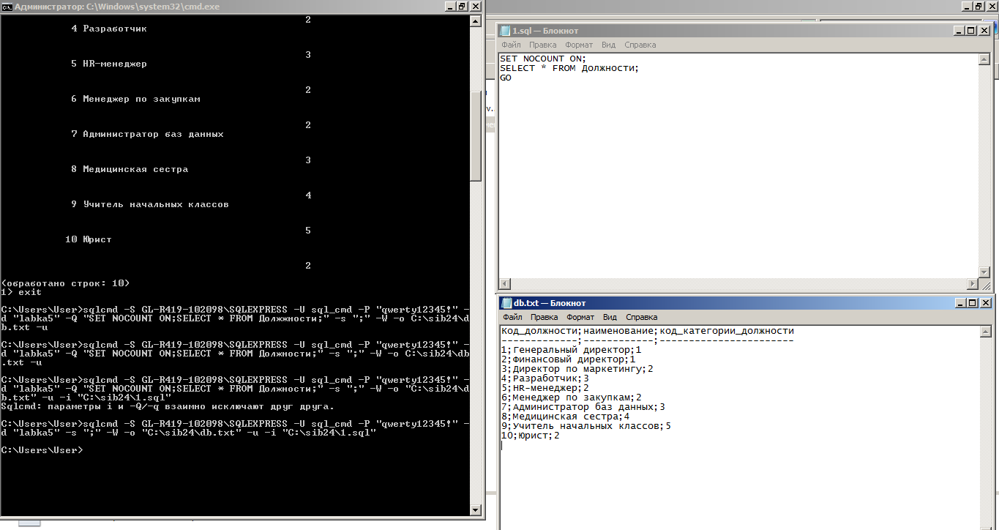 Администратор: C:\Windows\system32\cmd.exe
2
4 Разработчик
3
5 HR-менеджер
2
6 Менеджер по закупкам
2
7 Администратор баз данных
3
8 Медицинская сестра
4
9 Учитель начальных классов
5
10 Юрист
2
(обработано строк: 10)
1> exit
C:\Users\User>sqlcmd -S GL-R419-102098\SQLEXPRESS -U sql_cmd -P "qwerty12345!" -
d "labka5" -Q "SET NOCOUNT ON;SELECT * FROM Должжности;" -s ";" -W -o C:\sib24\d
b.txt -u
C:\Users\User>sqlcmd -S GL-R419-102098\SQLEXPRESS -U sql_cmd -P "qwerty12345!" -
d "labka5" -Q "SET NOCOUNT ON;SELECT * FROM Должности;" -s ";" -W -o C:\sib24\db
.txt -u
C:\Users\User>sqlcmd -S GL-R419-102098\SQLEXPRESS -U sql_cmd -P "qwerty12345!" -
d "labka5" -Q "SET NOCOUNT ON;SELECT * FROM Должности;" -s ";" -W -o "C:\sib24\d
b.txt" -u -i "C:\sib24\1.sql"
Sqlcmd: параметры i и -Q/-q взаимно исключают друг друга.
C:\Users\User>sqlcmd -S GL-R419-102098\SQLEXPRESS -U sql_cmd -P "qwerty12345!" -
d "labka5" -s ";" -W -o "C:\sib24\db.txt" -u -i "C:\sib24\1.sql"
C:\Users\User>
1.sql — Блокнот
Файл Правка Формат Вид Справка
SET NOCOUNT ON;
SELECT * FROM Должности;
GO
db.txt — Блокнот
Файл Правка Формат Вид Справка
Код_должности;наименование;код_категории_должности
-------------;------------;-----------------------
1;Генеральный директор;1
2;Финансовый директор;1
3;Директор по маркетингу;2
4;Разработчик;3
5;HR-менеджер;2
6;Менеджер по закупкам;2
7;Администратор баз данных;3
8;Медицинская сестра;4
9;Учитель начальных классов;5
10;Юрист;2